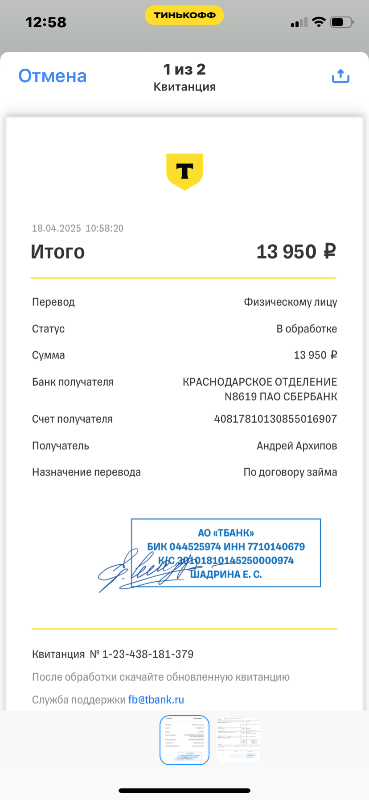 12:58
ТИНЬКОФФ
Отмена
1 из 2
Квитанция
Т
18.04.2025 10:58:20
Итого 13 950 ₽
Перевод Физическому лицу
Статус В обработке
Сумма 13 950 ₽
Банк получателя КРАСНОДАРСКОЕ ОТДЕЛЕНИЕ
N8619 ПАО СБЕРБАНК
Счет получателя 40817810130855016907
Получатель Андрей Архипов
Назначение перевода По договору займа
АО «ТБАНК»
БИК 044525974 ИНН 7710140679
К/С 30101810145250000974
ШАДРИНА Е. С.
Квитанция № 1-23-438-181-379
После обработки скачайте обновленную квитанцию
Служба поддержки fb@tbank.ru